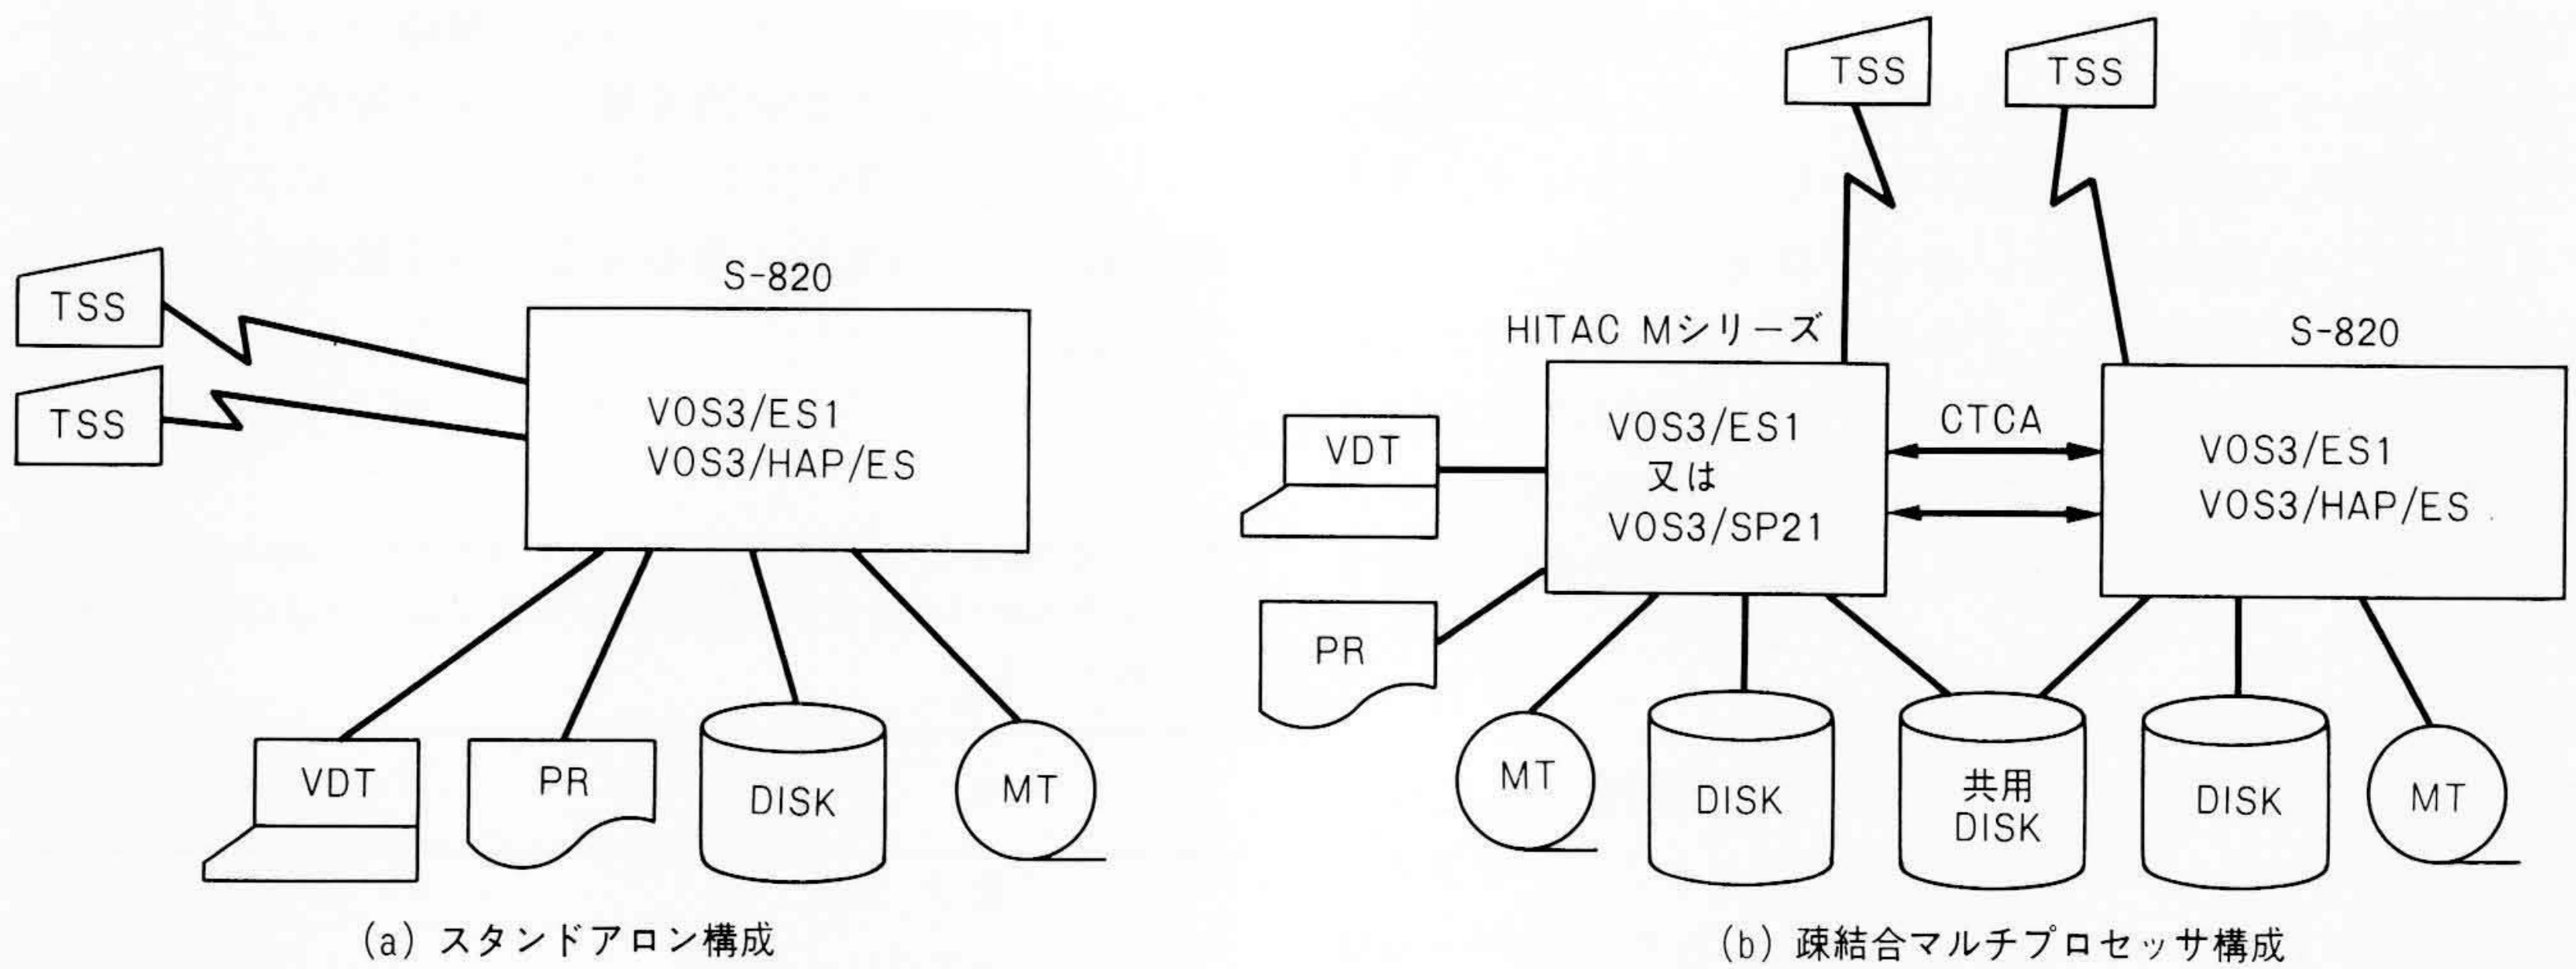 S-820
TSS
TSS
VOS3/ES1
VOS3/HAP/ES
VDT
PR
DISK
MT
(a) スタンドアロン構成
TSS
TSS
HITAC Mシリーズ
S-820
VDT
VOS3/ES1
又は
VOS3/SP21
CTCA
VOS3/ES1
VOS3/HAP/ES
PR
MT
DISK
共用
DISK
DISK
MT
(b) 疎結合マルチプロセッサ構成